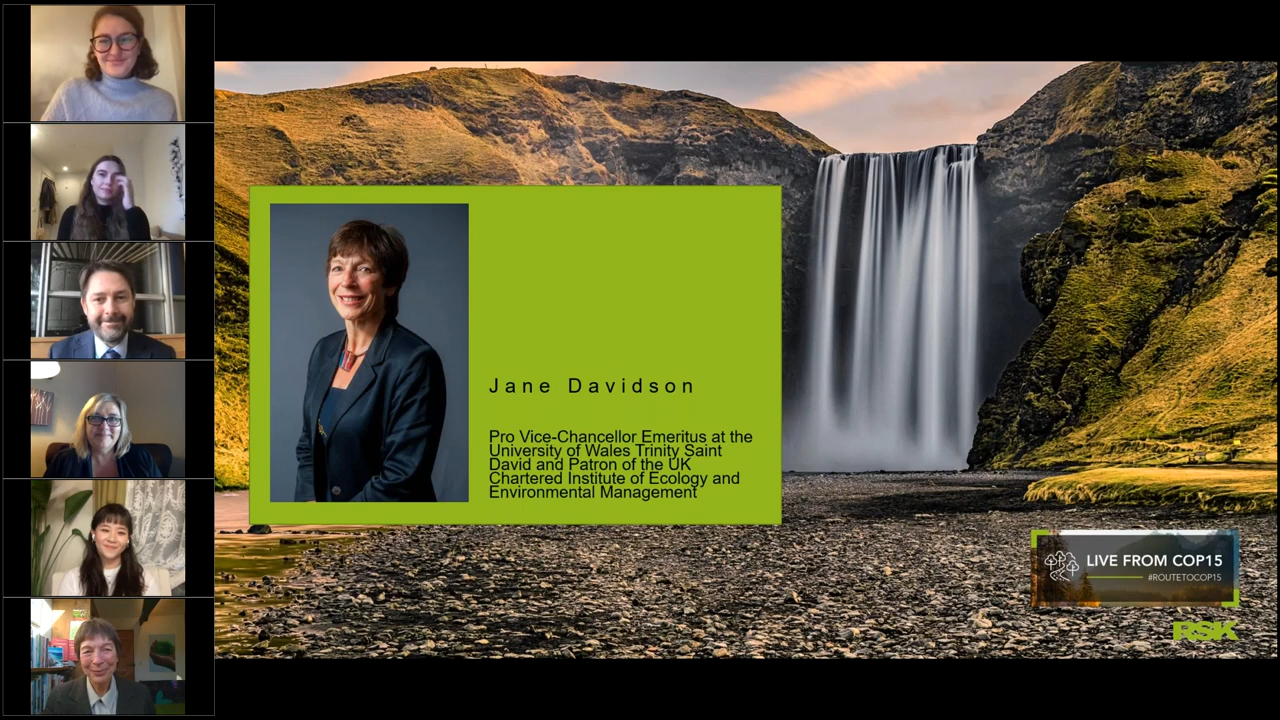 Jane Davidson
Pro Vice-Chancellor Emeritus at the
University of Wales Trinity Saint
David and Patron of the UK
Chartered Institute of Ecology and
Environmental Management
LIVE FROM COP15
#ROUTETOCOP15
RSK